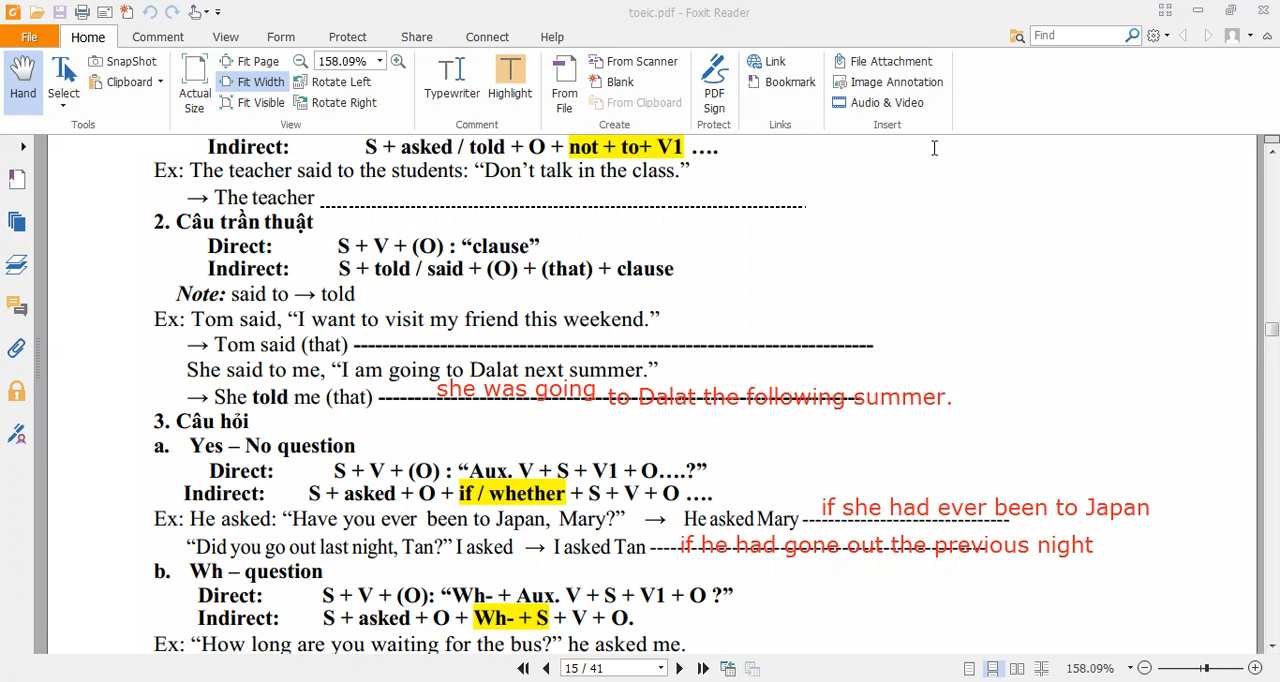 toeic.pdf - Foxit Reader
File Home Comment View Form Protect Share Connect Help Find
Hand Select SnapShot Clipboard
Tools
Actual Size Fit Page Fit Width Fit Visible 158.09% Rotate Left Rotate Right
View
Typewriter Highlight
Comment
From File From Scanner Blank From Clipboard
Create
PDF Sign
Protect
Link Bookmark
Links
File Attachment Image Annotation Audio & Video
Insert
Indirect: S + asked / told + O + not + to+ V1 ....
Ex: The teacher said to the students: “Don’t talk in the class.”
→ The teacher
2. Câu trần thuật
Direct: S + V + (O) : “clause”
Indirect: S + told / said + (O) + (that) + clause
Note: said to → told
Ex: Tom said, “I want to visit my friend this weekend.”
→ Tom said (that)
She said to me, “I am going to Dalat next summer.”
→ She told me (that) she was going to Dalat the following summer.
3. Câu hỏi
a. Yes – No question
Direct: S + V + (O) : “Aux. V + S + V1 + O….?”
Indirect: S + asked + O + if / whether + S + V + O ….
Ex: He asked: “Have you ever been to Japan, Mary?” → He asked Mary if she had ever been to Japan
“Did you go out last night, Tan?” I asked → I asked Tan if he had gone out the previous night
b. Wh – question
Direct: S + V + (O): “Wh- + Aux. V + S + V1 + O ?”
Indirect: S + asked + O + Wh- + S + V + O.
Ex: “How long are you waiting for the bus?” he asked me.
15 / 41 158.09%